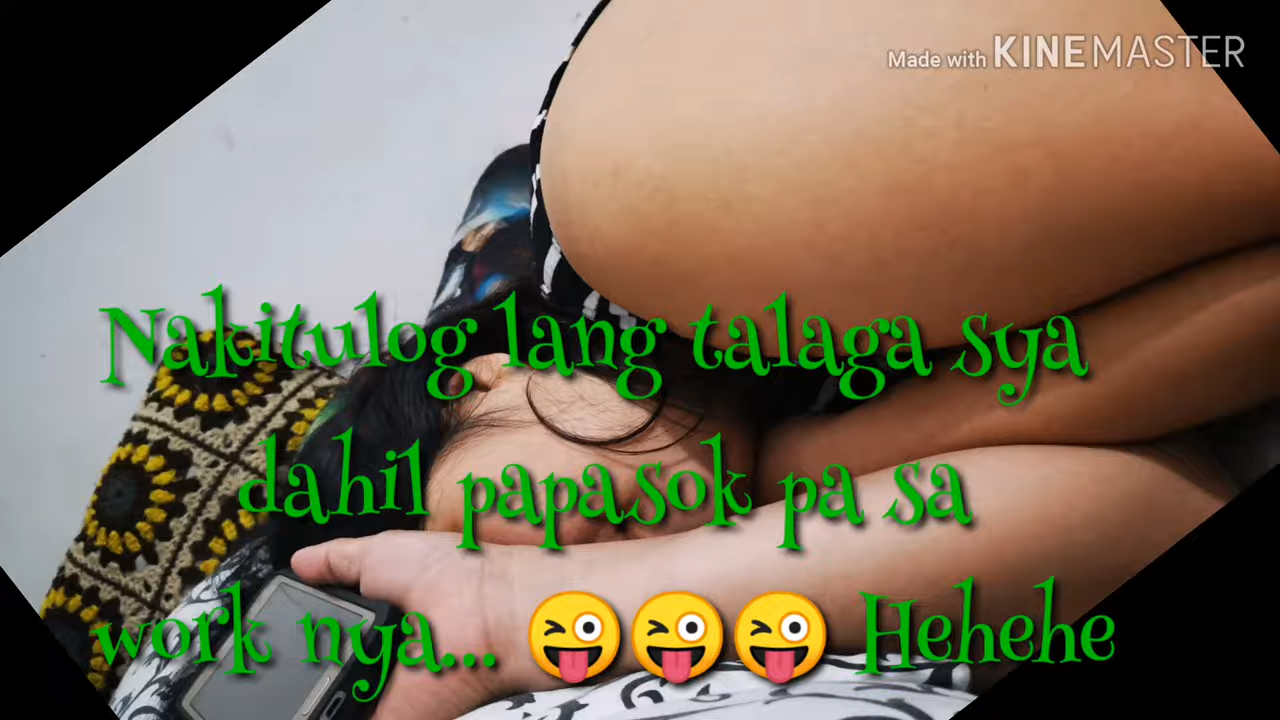 Made with KINEMASTER
Nakitulog lang talaga sya
dahil papasok pa sa
work nya... 😜😜😜 Hehehe